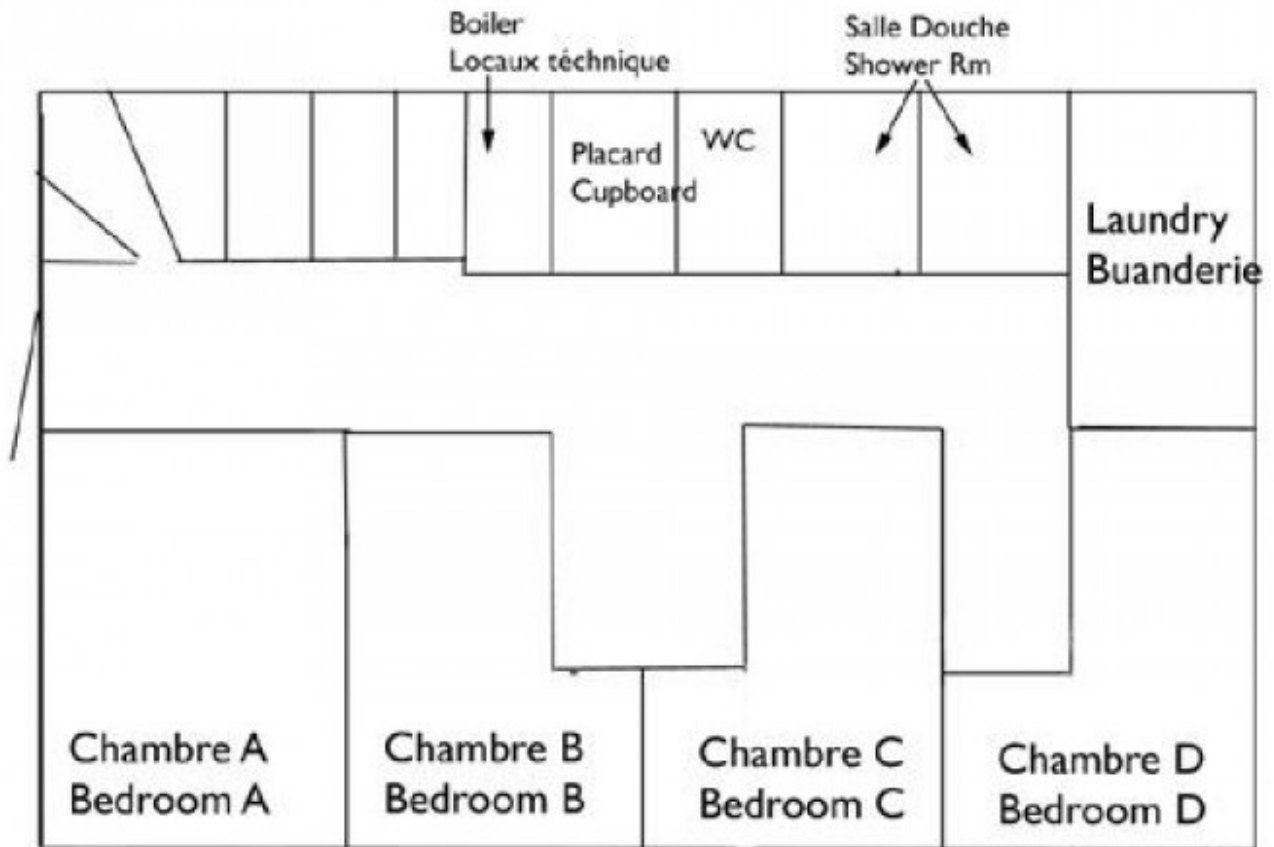 Boiler
Locaux téchnique
Salle Douche
Shower Rm
Placard
Cupboard
WC
Laundry
Buanderie
Chambre A
Bedroom A
Chambre B
Bedroom B
Chambre C
Bedroom C
Chambre D
Bedroom D